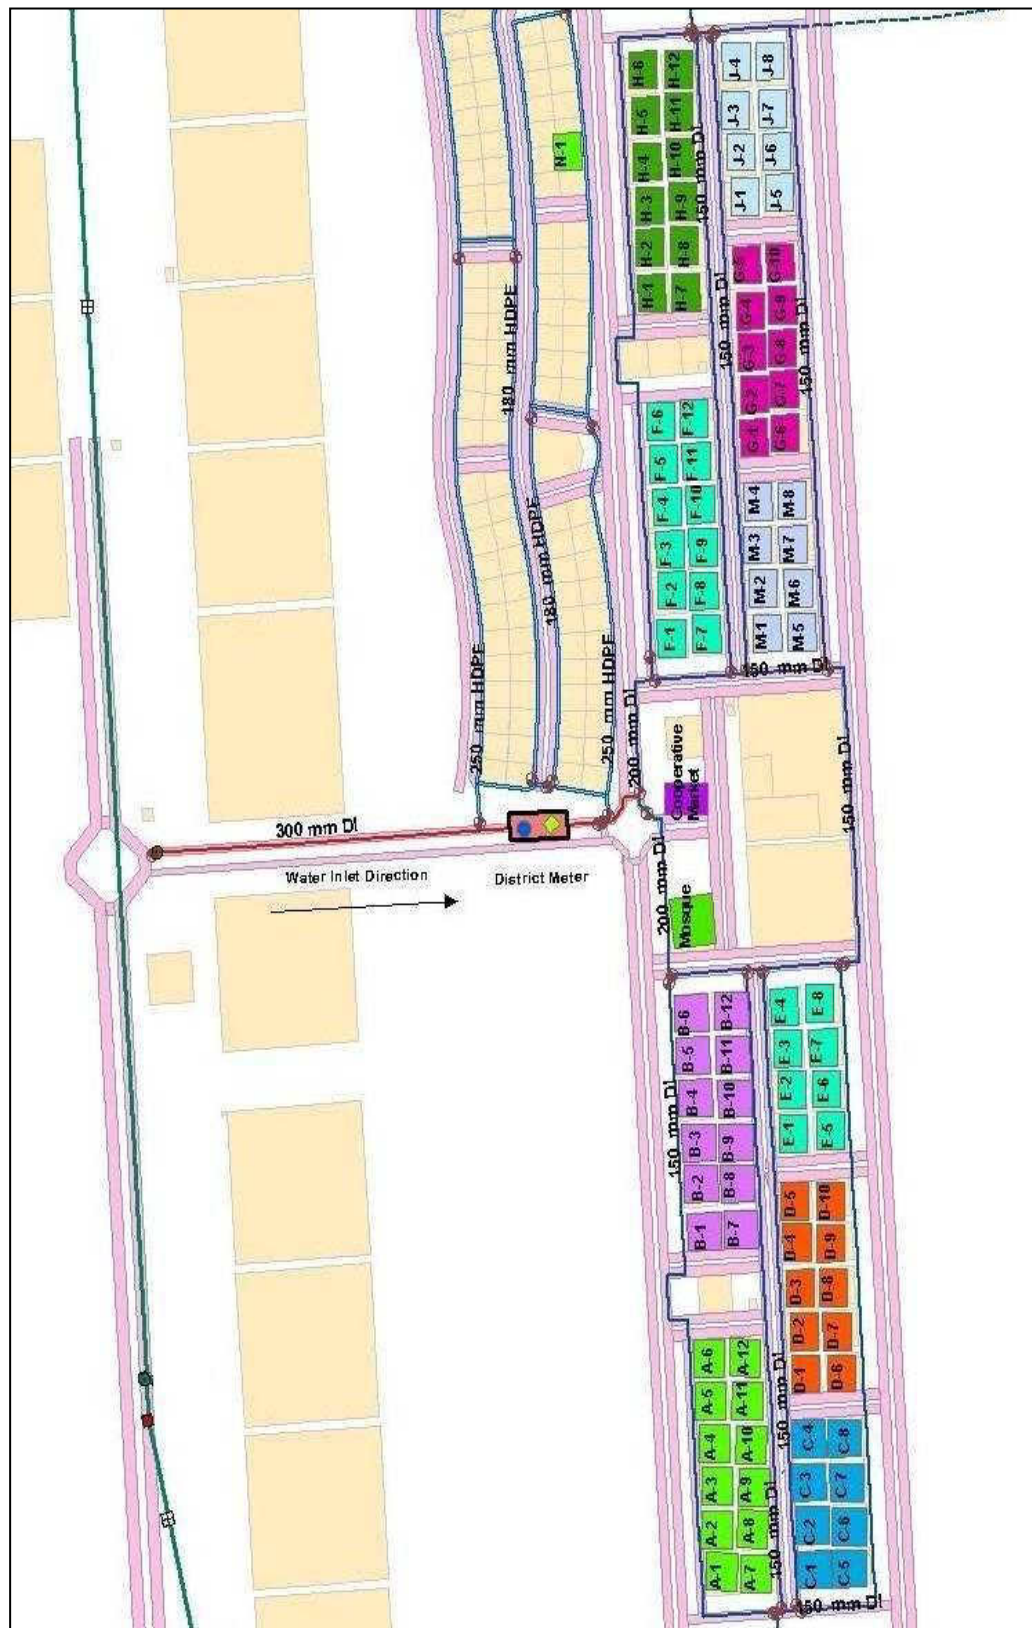 H-6
H-12
H-5
H-11
H-4
H-10
H-3
H-9
H-2
H-8
H-1
H-7
150 mm DI
J-4
J-8
J-3
J-7
J-2
J-6
J-1
J-5
N-1
G-5
G-10
G-4
G-9
G-3
G-8
G-2
G-7
G-1
G-6
150 mm DI
150 mm DI
180 mm HDPE
180 mm HDPE
F-6
F-12
F-5
F-11
F-4
F-10
F-3
F-9
F-2
F-8
F-1
F-7
M-4
M-8
M-3
M-7
M-2
M-6
M-1
M-5
150 mm DI
250 mm HDPE
250 mm HDPE
200 mm DI
Cooperative
Market
150 mm DI
300 mm DI
Water Inlet Direction
District Meter
200 mm DI
Mosque
B-6
B-12
B-5
B-11
B-4
B-10
B-3
B-9
B-2
B-8
B-1
B-7
150 mm DI
E-4
E-8
E-3
E-7
E-2
E-6
E-1
E-5
D-5
D-10
D-4
D-9
D-3
D-8
D-2
D-7
D-1
D-6
A-6
A-12
A-5
A-11
A-4
A-10
A-3
A-9
A-2
A-8
A-1
A-7
150 mm DI
150 mm DI
C-4
C-8
C-3
C-7
C-2
C-6
C-1
C-5
150 mm DI